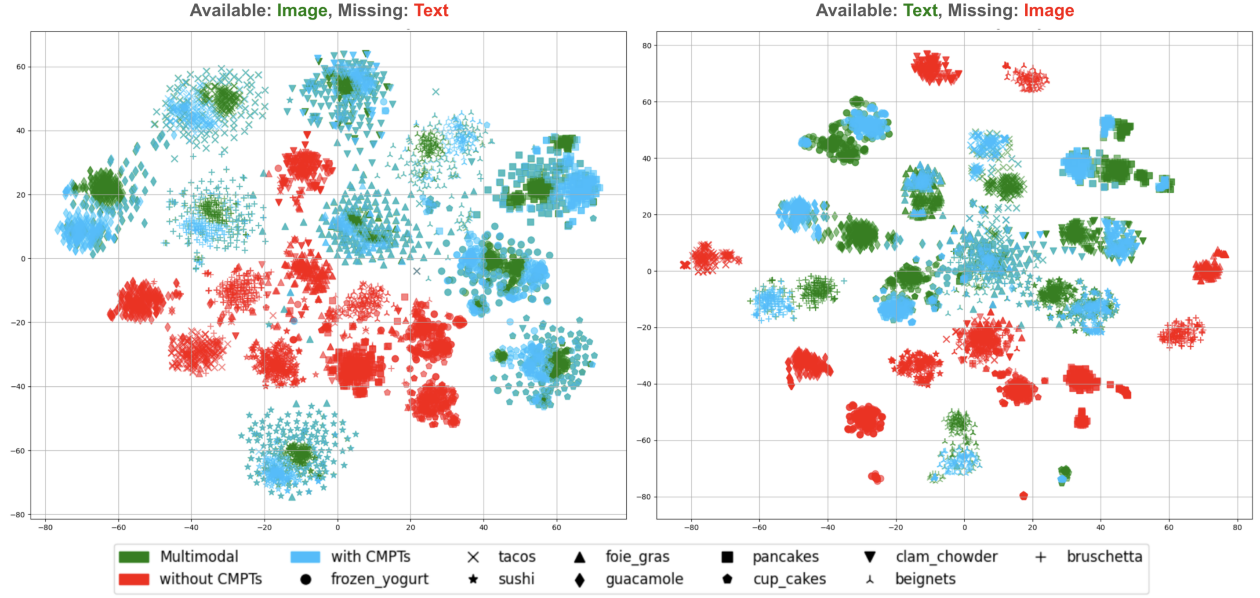 Available: Image, Missing: Text
Available: Text, Missing: Image
60
40
20
0
−20
−40
−60
−80
−80 −60 −40 −20 0 20 40 60
80
60
40
20
0
−20
−40
−60
−80
−80 −60 −40 −20 0 20 40 60 80
Multimodal with CMPTs tacos foie_gras pancakes clam_chowder bruschetta
without CMPTs frozen_yogurt sushi guacamole cup_cakes beignets